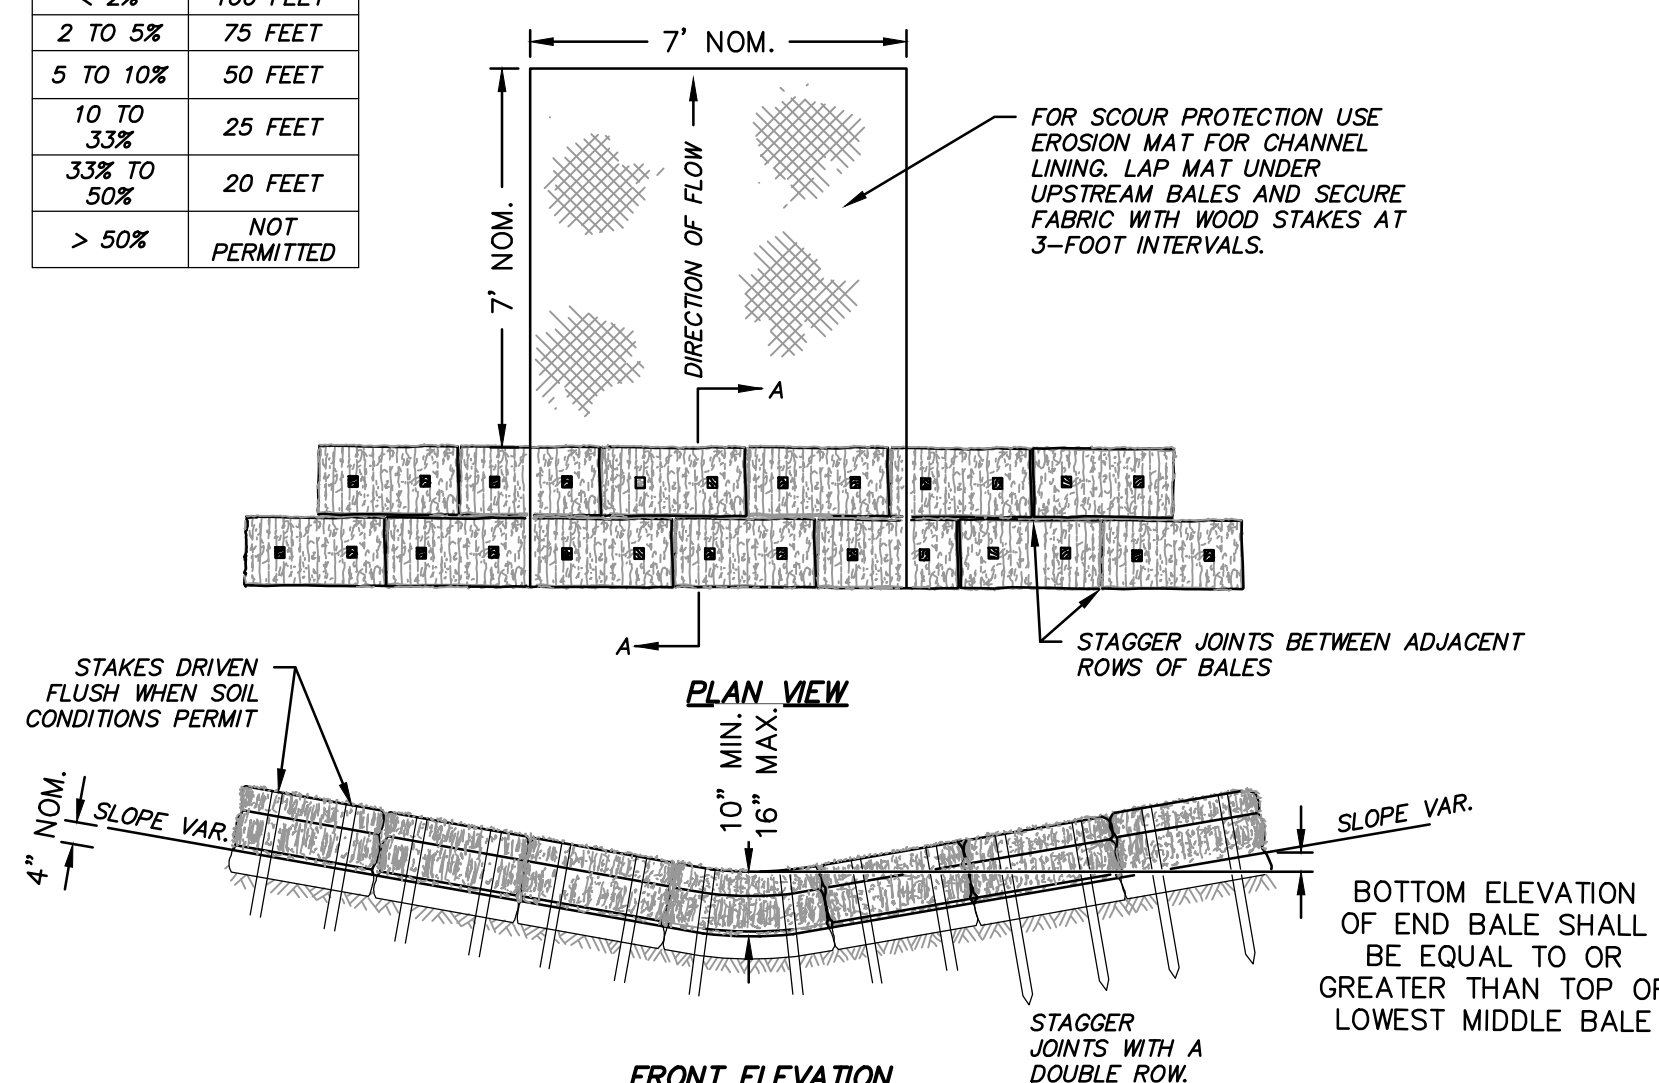 < 2% 100 FEET
2 TO 5% 75 FEET
5 TO 10% 50 FEET
10 TO
33%
25 FEET
33% TO
50%
20 FEET
> 50%
NOT
PERMITTED
7' NOM.
7' NOM.
DIRECTION OF FLOW
FOR SCOUR PROTECTION USE
EROSION MAT FOR CHANNEL
LINING. LAP MAT UNDER
UPSTREAM BALES AND SECURE
FABRIC WITH WOOD STAKES AT
3–FOOT INTERVALS.
A
A
STAGGER JOINTS BETWEEN ADJACENT
ROWS OF BALES
PLAN VIEW
STAKES DRIVEN
FLUSH WHEN SOIL
CONDITIONS PERMIT
10" MIN.
16" MAX.
4" NOM.
SLOPE VAR.
SLOPE VAR.
BOTTOM ELEVATION
OF END BALE SHALL
BE EQUAL TO OR
GREATER THAN TOP OF
LOWEST MIDDLE BALE
STAGGER
JOINTS WITH A
DOUBLE ROW.
FRONT ELEVATION